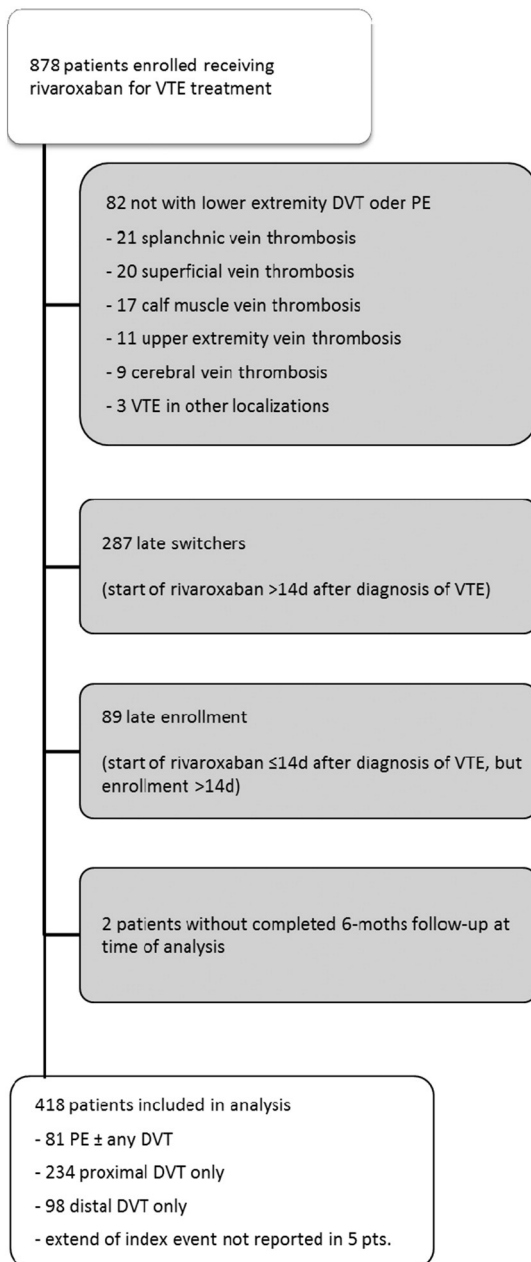 878 patients enrolled receiving
rivaroxaban for VTE treatment
82 not with lower extremity DVT oder PE
- 21 splanchnic vein thrombosis
- 20 superficial vein thrombosis
- 17 calf muscle vein thrombosis
- 11 upper extremity vein thrombosis
- 9 cerebral vein thrombosis
- 3 VTE in other localizations
287 late switchers
(start of rivaroxaban >14d after diagnosis of VTE)
89 late enrollment
(start of rivaroxaban ≤14d after diagnosis of VTE, but
enrollment >14d)
2 patients without completed 6-moths follow-up at
time of analysis
418 patients included in analysis
- 81 PE ± any DVT
- 234 proximal DVT only
- 98 distal DVT only
- extend of index event not reported in 5 pts.